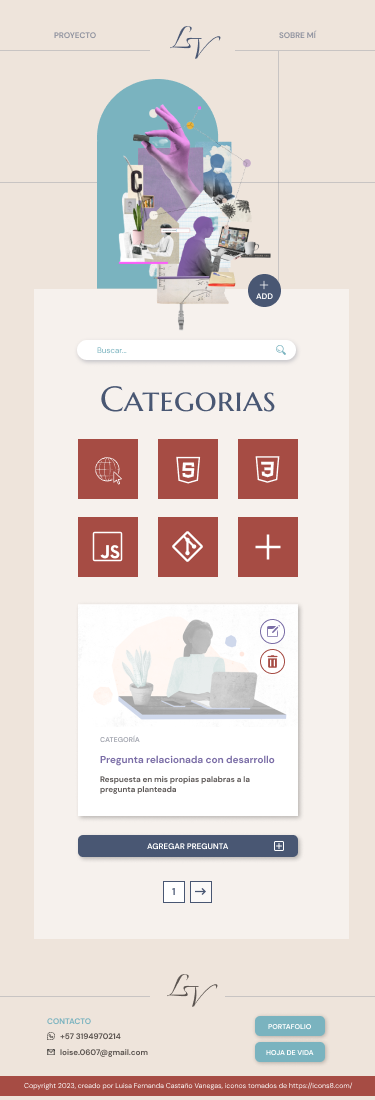 PROYECTO
LV
SOBRE MÍ
C
ADD
Buscar...
CATEGORIAS
5
3
JS
CATEGORÍA
Pregunta relacionada con desarrollo
Respuesta en mis propias palabras a la
pregunta planteada
AGREGAR PREGUNTA
1
LV
CONTACTO
+57 3194970214
loise.0607@gmail.com
PORTAFOLIO
HOJA DE VIDA
Copyright 2023, creado por Luisa Fernanda Castaño Vanegas, iconos tomados de https://icons8.com/